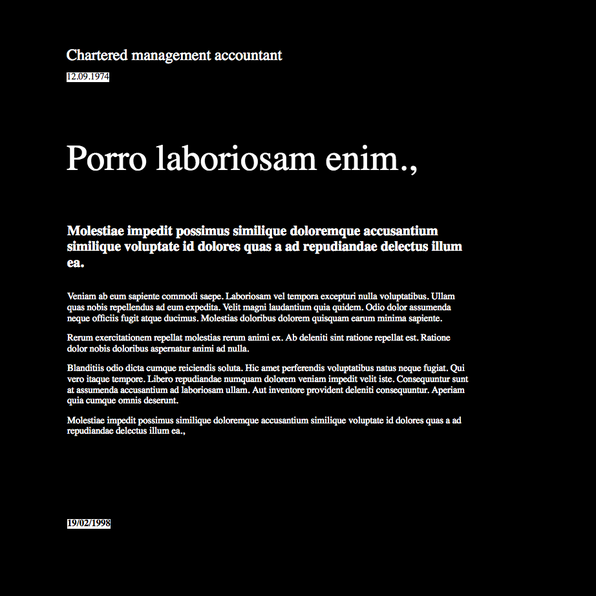 Chartered management accountant
12.09.1974
Porro laboriosam enim.,
Molestiae impedit possimus similique doloremque accusantium
similique voluptate id dolores quas a ad repudiandae delectus illum
ea.
Veniam ab eum sapiente commodi saepe. Laboriosam vel tempora excepturi nulla voluptatibus. Ullam
quas nobis repellendus ad eum expedita. Velit magni laudantium quia quidem. Odio dolor assumenda
neque officiis fugit atque ducimus. Molestias doloribus dolorem quisquam earum minima sapiente.
Rerum exercitationem repellat molestias rerum animi ex. Ab deleniti sint ratione repellat est. Ratione
dolor nobis doloribus aspernatur animi ad nulla.
Blanditiis odio dicta cumque reiciendis soluta. Hic amet perferendis voluptatibus natus neque fugiat. Qui
vero itaque tempore. Libero repudiandae numquam dolorem veniam impedit velit iste. Consequuntur sunt
at assumenda accusantium ad laboriosam ullam. Aut inventore provident deleniti consequuntur. Aperiam
quia cumque omnis deserunt.
Molestiae impedit possimus similique doloremque accusantium similique voluptate id dolores quas a ad
repudiandae delectus illum ea.,
19/02/1998